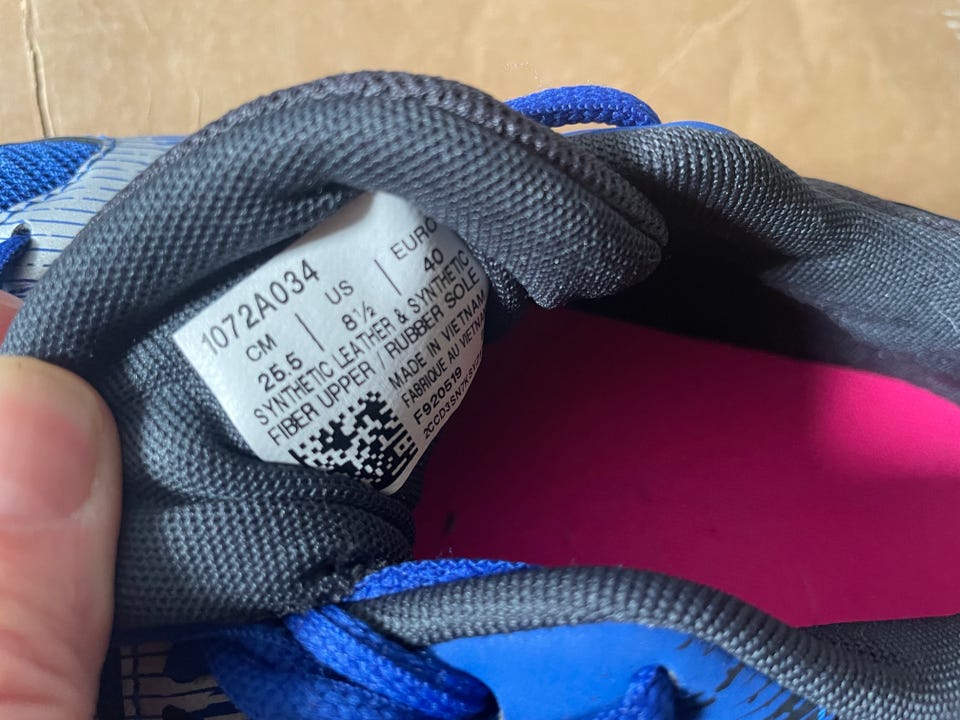 1072A034
CM | US | EURO
25.5 | 8½ | 40
SYNTHETIC LEATHER & SYNTHETIC
FIBER UPPER / RUBBER SOLE
MADE IN VIETNAM
FABRIQUE AU VIETNAM
F920519